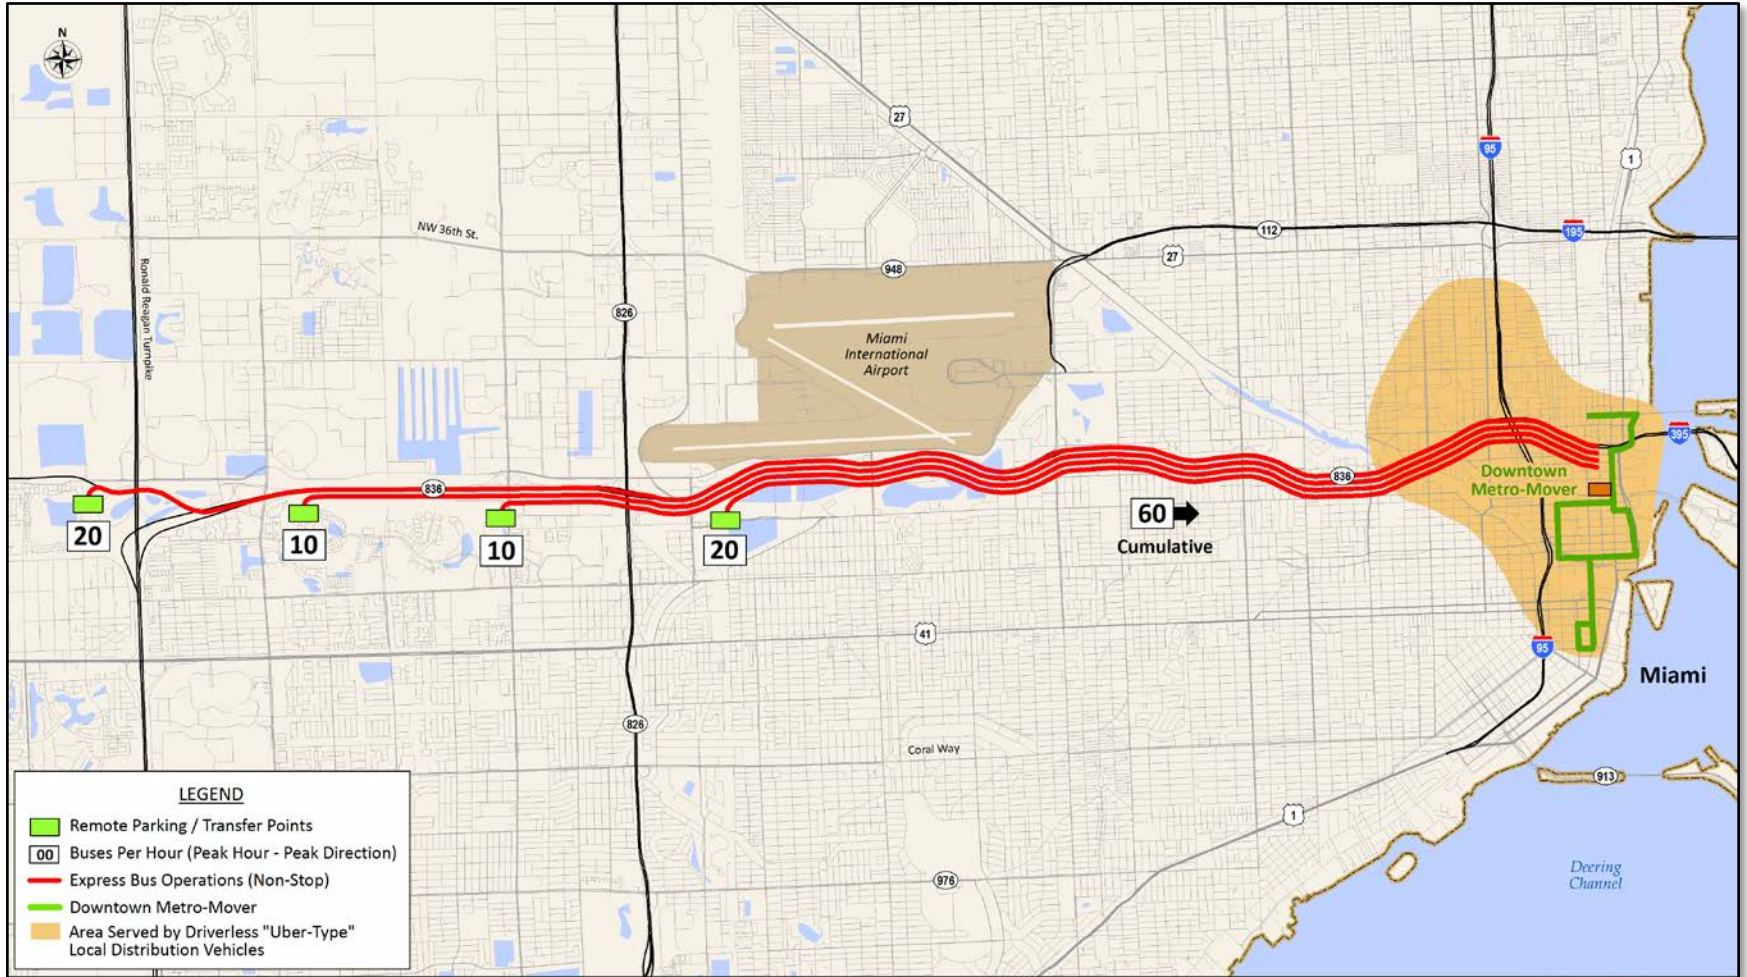 N
27
95
1
NW 36th St.
112
195
27
948
Ronald Reagan Turnpike
826
Miami
International
Airport
395
836
836
Downtown
Metro-Mover
20
10
10
20
60
Cumulative
41
95
Miami
826
Coral Way
913
1
976
Deering
Channel
LEGEND
Remote Parking / Transfer Points
00 Buses Per Hour (Peak Hour - Peak Direction)
Express Bus Operations (Non-Stop)
Downtown Metro-Mover
Area Served by Driverless "Uber-Type"
Local Distribution Vehicles